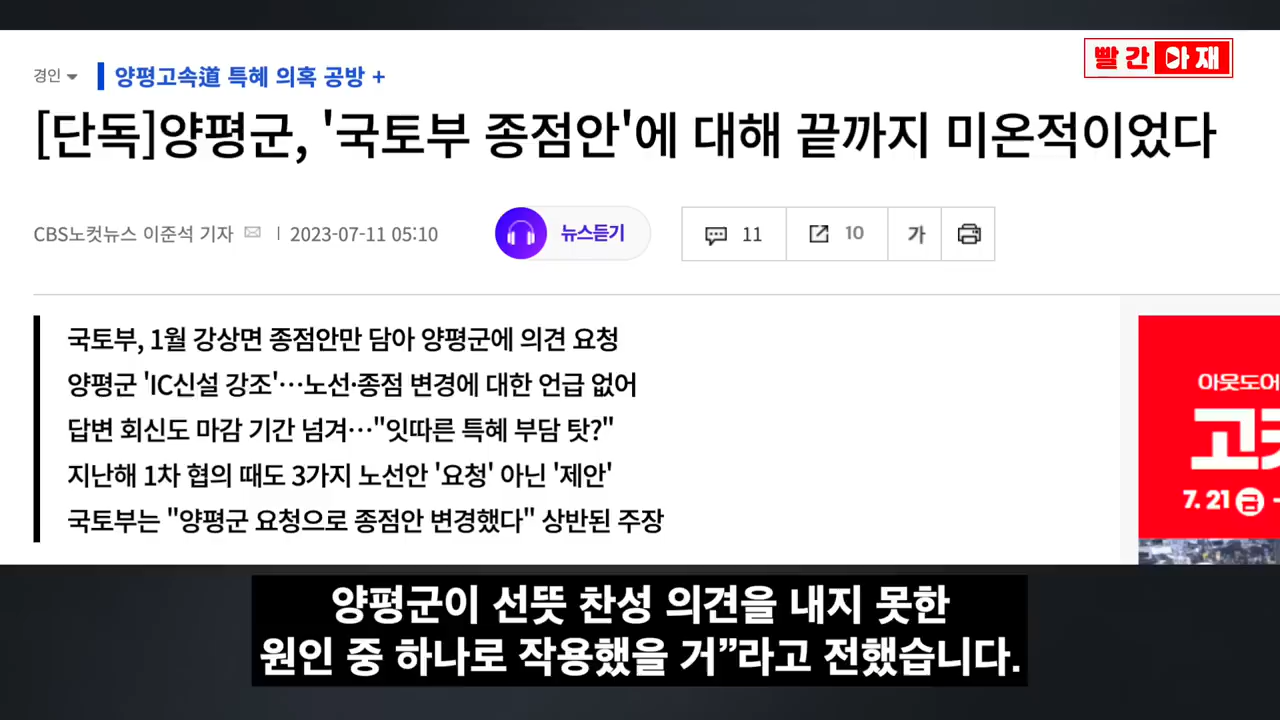 빨간아재
경인
양평고속道 특혜 의혹 공방 +
[단독]양평군, '국토부 종점안'에 대해 끝까지 미온적이었다
CBS노컷뉴스 이준석 기자 | 2023-07-11 05:10
뉴스듣기
11
10
가
국토부, 1월 강상면 종점안만 담아 양평군에 의견 요청
양평군 'IC신설 강조'…노선·종점 변경에 대한 언급 없어
답변 회신도 마감 기간 넘겨…"잇따른 특혜 부담 탓?"
지난해 1차 협의 때도 3가지 노선안 '요청' 아닌 '제안'
국토부는 "양평군 요청으로 종점안 변경했다" 상반된 주장
아웃도어
7. 21 금
양평군이 선뜻 찬성 의견을 내지 못한
원인 중 하나로 작용했을 거”라고 전했습니다.